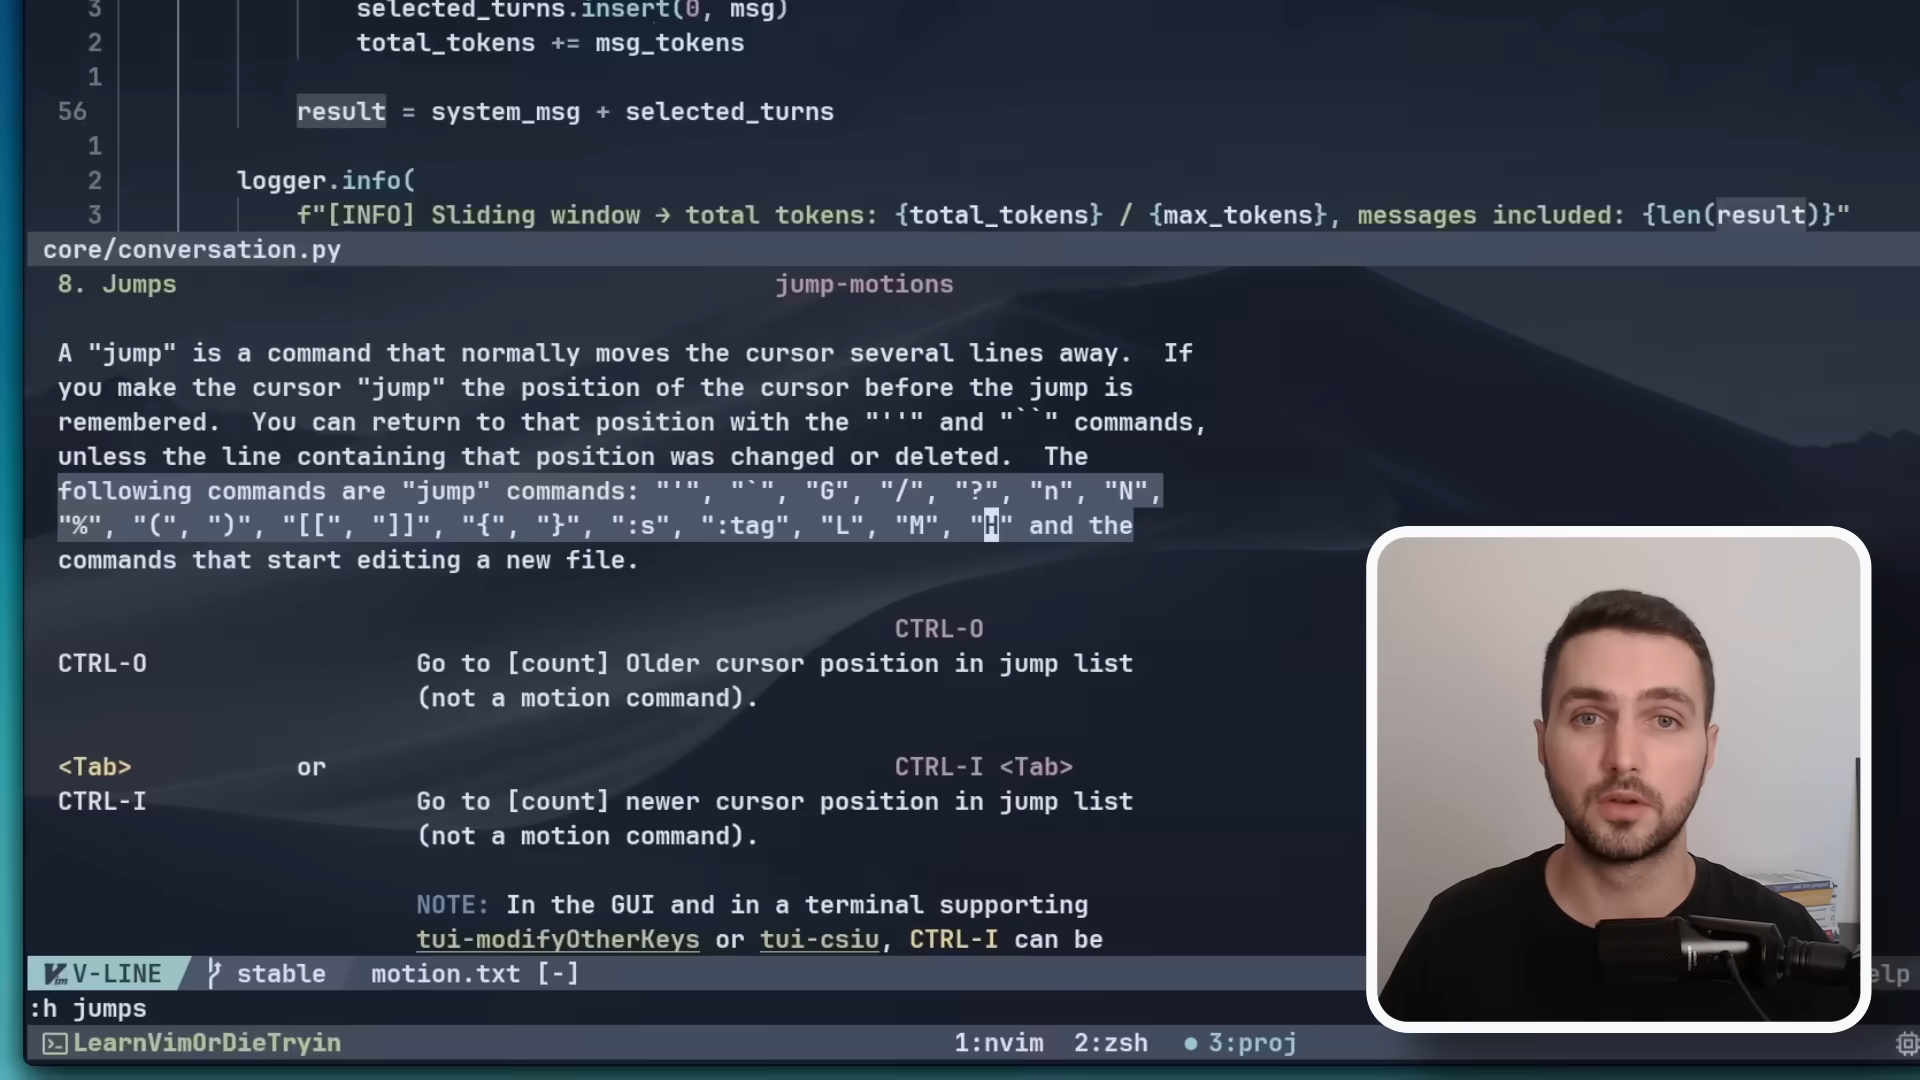 3 selected_turns.insert(0, msg)
2 total_tokens += msg_tokens
1
56 result = system_msg + selected_turns
1
2 logger.info(
3 f"[INFO] Sliding window → total tokens: {total_tokens} / {max_tokens}, messages included: {len(result)}"
core/conversation.py
8. Jumps jump-motions
A "jump" is a command that normally moves the cursor several lines away.  If
you make the cursor "jump" the position of the cursor before the jump is
remembered.  You can return to that position with the "''" and "``" commands,
unless the line containing that position was changed or deleted.  The
following commands are "jump" commands: "'", "`", "G", "/", "?", "n", "N",
"%", "(", ")", "[[", "]]", "{", "}", ":s", ":tag", "L", "M", "H" and the
commands that start editing a new file.
CTRL-O
CTRL-O Go to [count] Older cursor position in jump list
(not a motion command).
<Tab> or CTRL-I <Tab>
CTRL-I Go to [count] newer cursor position in jump list
(not a motion command).
NOTE: In the GUI and in a terminal supporting
tui-modifyOtherKeys or tui-csiu, CTRL-I can be
V-LINE stable motion.txt [-] elp
:h jumps
LearnVimOrDieTryin 1:nvim 2:zsh ● 3:proj